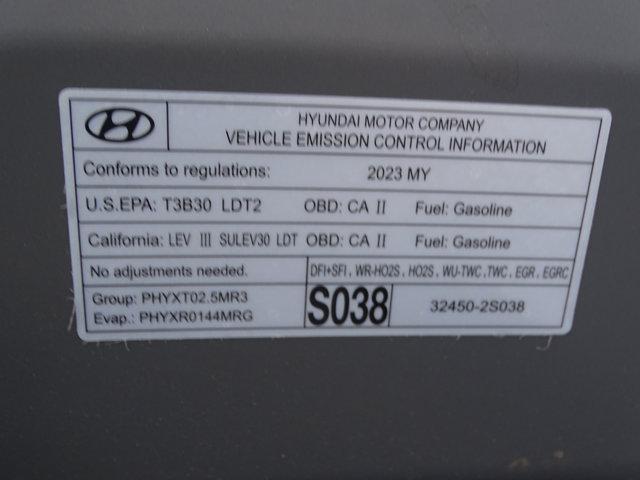 HYUNDAI MOTOR COMPANY
VEHICLE EMISSION CONTROL INFORMATION
Conforms to regulations: 2023 MY
U.S.EPA: T3B30 LDT2 OBD: CA II Fuel: Gasoline
California: LEV III SULEV30 LDT OBD: CA II Fuel: Gasoline
No adjustments needed. DFI+SFI, WR-HO2S, HO2S, WU-TWC, TWC, EGR, EGRC
Group: PHYXT02.5MR3
Evap.: PHYXR0144MRG
S038
32450-2S038